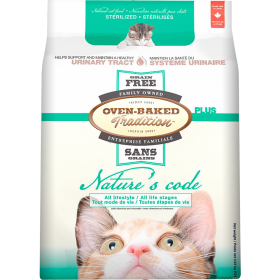 Natural cat food • Nourriture naturelle pour chats
STERILIZED • STÉRILISÉS
HELPS SUPPORT AND MAINTAIN A HEALTHY
URINARY TRACT
MAINTIEN LA SANTÉ DU
SYSTÈME URINAIRE
GRAIN
FREE
FAMILY OWNED
OVEN-BAKED
Tradition
PLUS
ENTREPRISE FAMILIALE
SANS
GRAINS
Nature's code
All lifestyle / All life stages
Tout mode de vie / Toutes étapes de vie